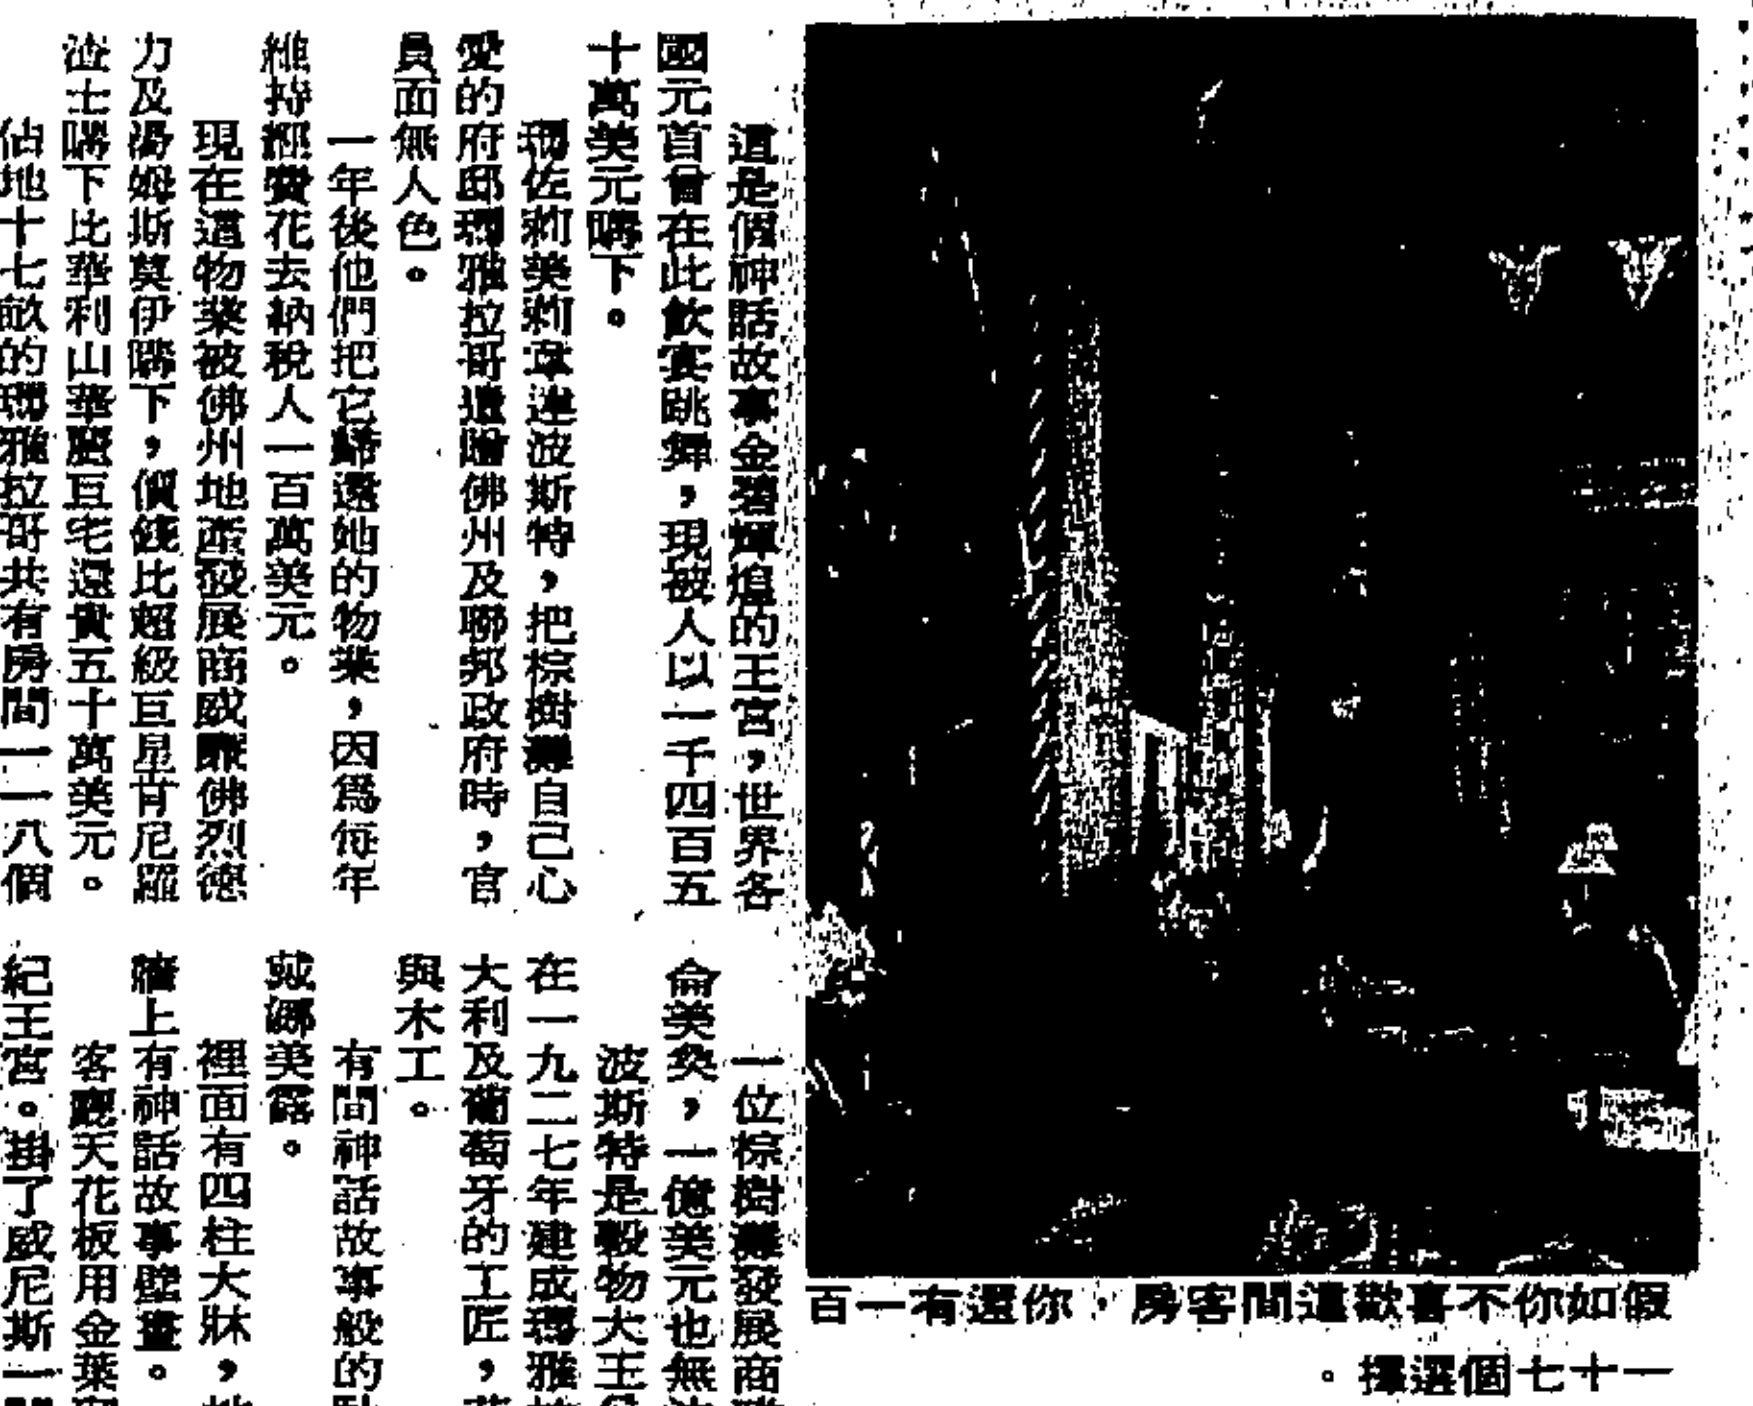 這是個神話故事金碧輝煌的王宮，世界各
國元首曾在此飲宴跳舞，現被人以一千四百五
十萬美元購下。
瑪佐莉美莉韋達波斯特，把棕樹灘自己心
愛的府邸瑪雅拉哥遺贈佛州及聯邦政府時，官
員面無人色。
一年後他們把它歸還她的物業，因爲每年
維持經費花去納稅人一百萬美元。
現在這物業被佛州地產發展商威廉佛烈德
力及湯姆斯莫伊購下，價錢比超級巨星肯尼羅
渣士購下比華利山華麗巨宅還貴五十萬美元。
佔地十七畝的瑪雅拉哥共有房間一一八個
一位棕樹灘發展商
侖美奐，一億美元也無
波斯特是穀物大王
在一九二七年建成瑪雅
大利及葡萄牙的工匠，
與木工。
有間神話故事般的
戴娜美露。
裡面有四柱大牀，
牆上有神話故事壁畫。
客廳天花板用金葉
紀王宮。掛了威尼斯一
假如你不喜歡這間客房，你還有一百
一十七個選擇。